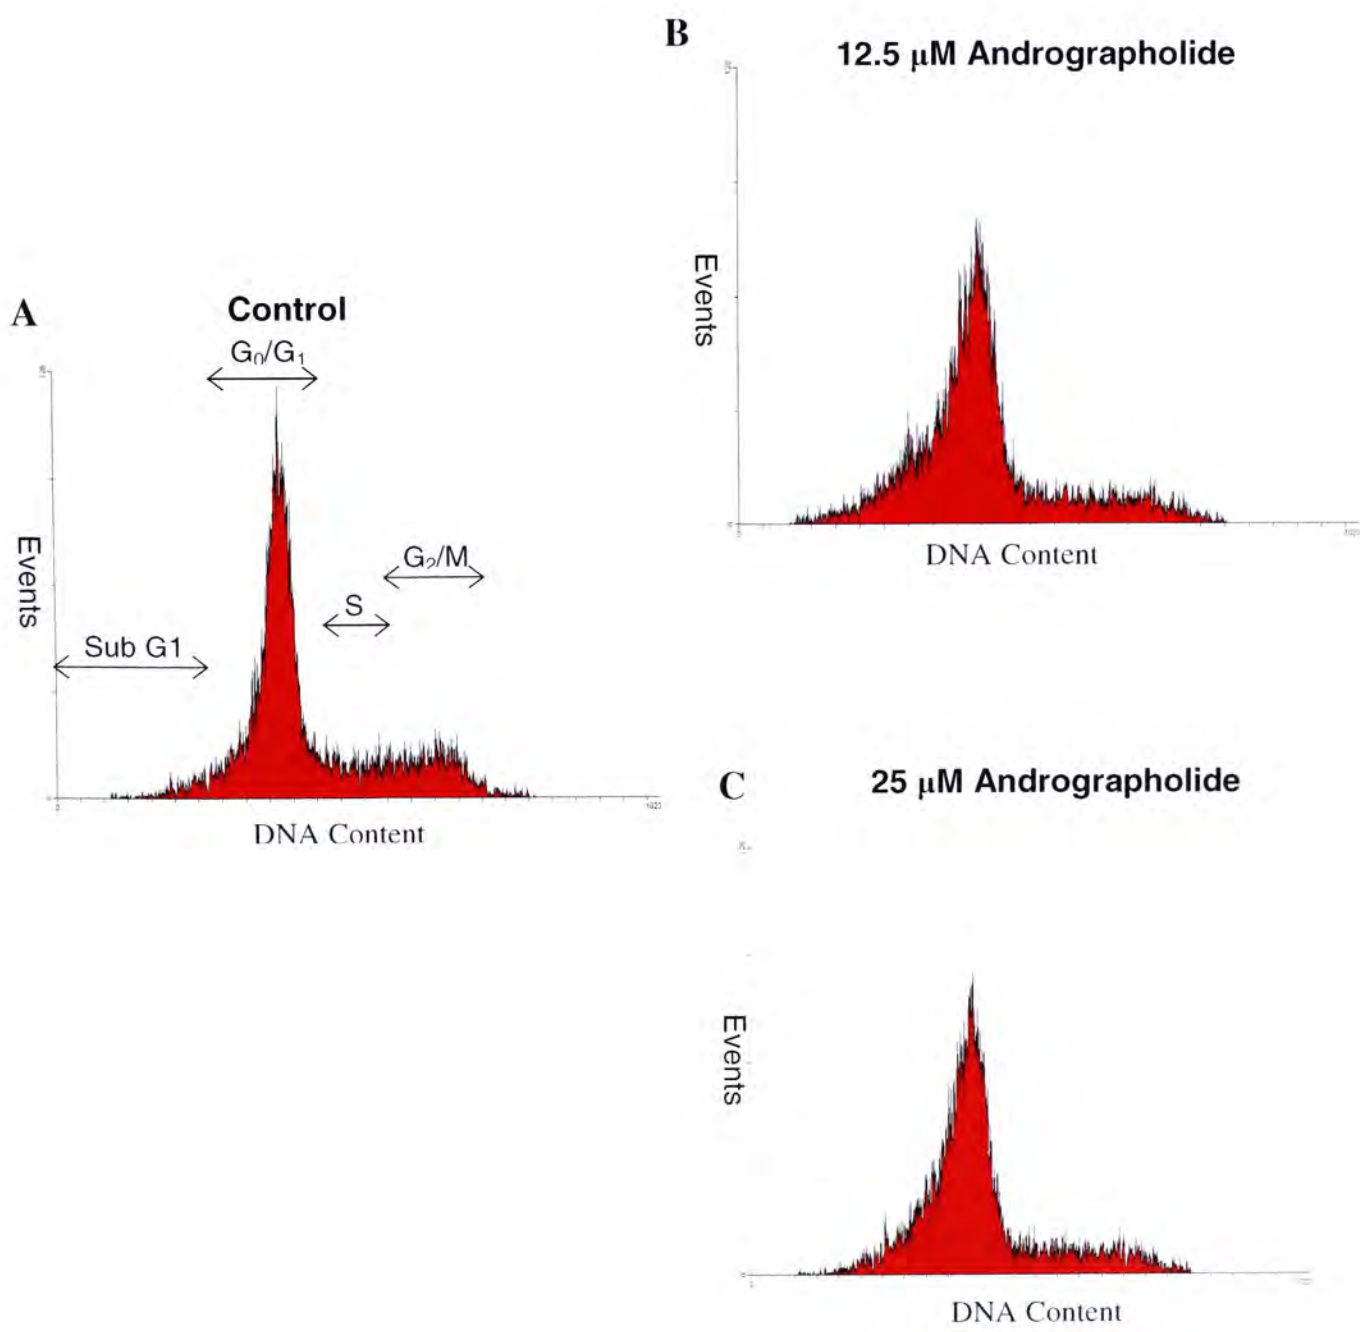 A
Control
G₀/G₁
Sub G1
S
G₂/M
Events
DNA Content
B
12.5 μM Andrographolide
Events
DNA Content
C
25 μM Andrographolide
Events
DNA Content